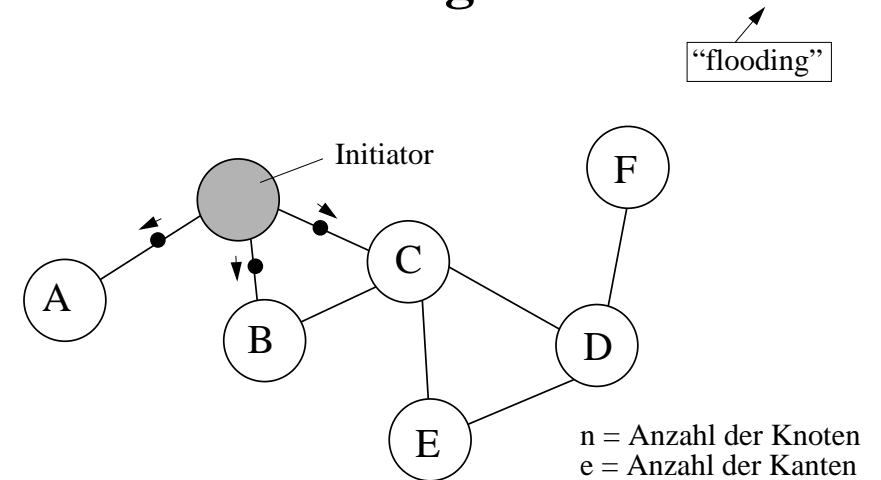 “flooding”
Initiator
F
C
A
B
D
E
n = Anzahl der Knoten
e = Anzahl der Kanten